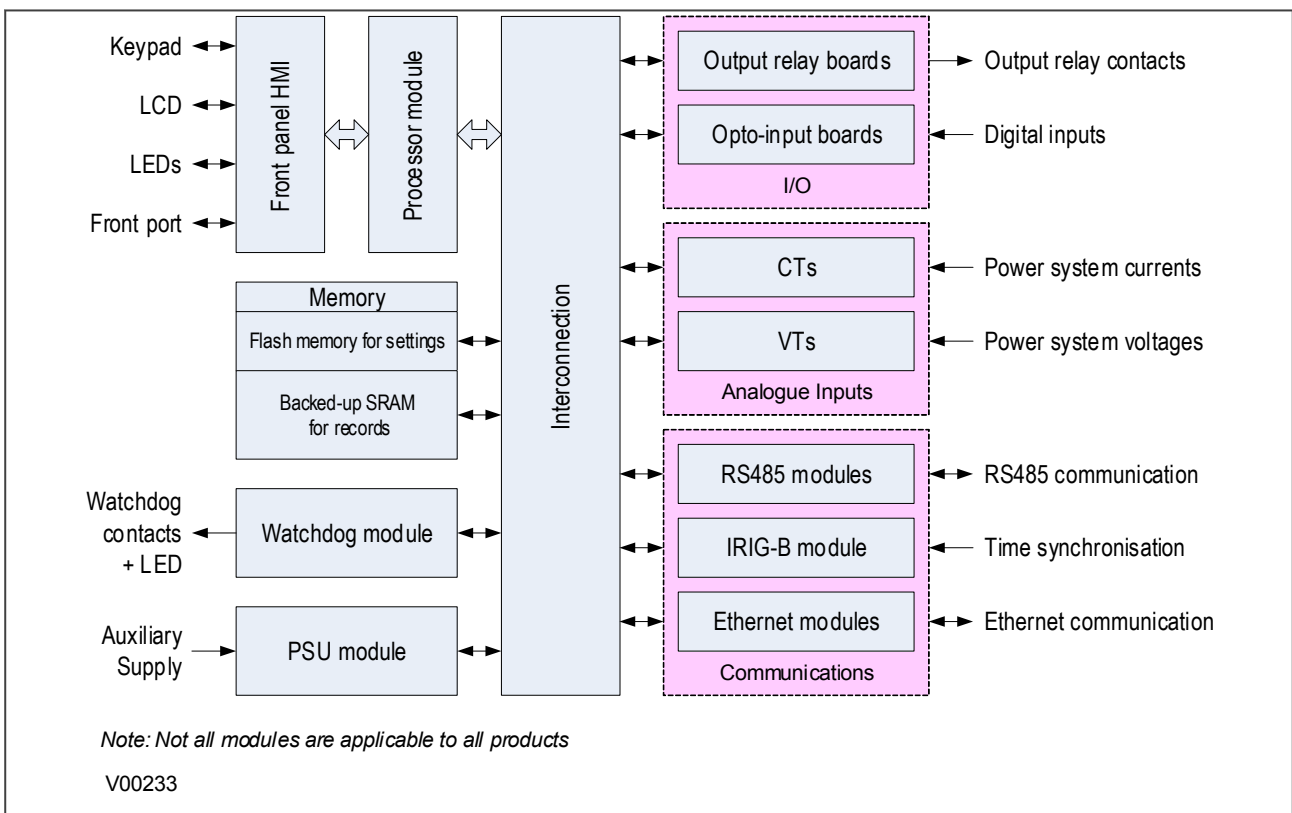 Keypad
LCD
LEDs
Front port
Front panel HMI
Processor module
Memory
Flash memory for settings
Backed-up SRAM
for records
Watchdog
contacts
+ LED
Watchdog module
Auxiliary
Supply
PSU module
Interconnection
Output relay boards
Output relay contacts
Opto-input boards
Digital inputs
I/O
CTs
Power system currents
VTs
Power system voltages
Analogue Inputs
RS485 modules
RS485 communication
IRIG-B module
Time synchronisation
Ethernet modules
Ethernet communication
Communications
Note: Not all modules are applicable to all products
V00233